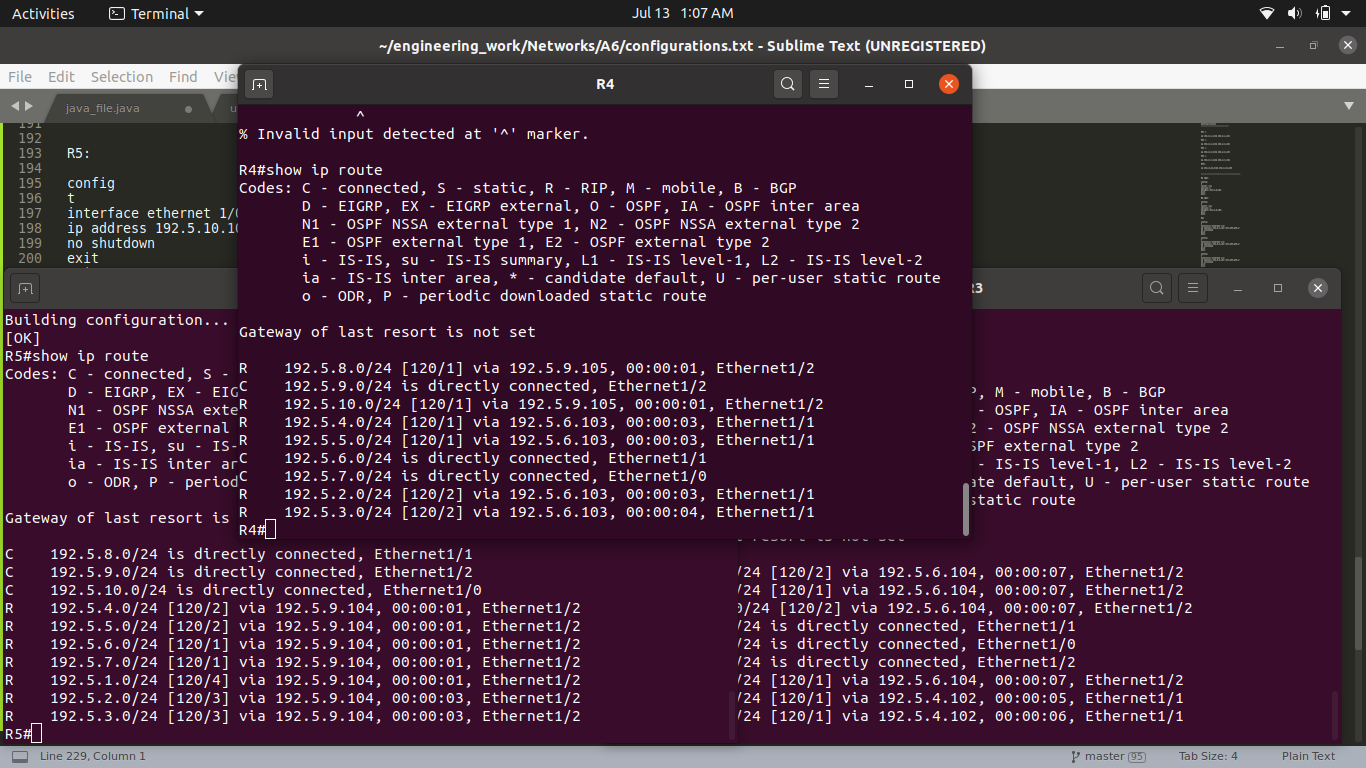 Activities Terminal Jul 13 1:07 AM
~/engineering_work/Networks/A6/configurations.txt - Sublime Text (UNREGISTERED)
File Edit Selection Find
java_file.java
R4
^
% Invalid input detected at '^' marker.
R4#show ip route
Codes: C - connected, S - static, R - RIP, M - mobile, B - BGP
D - EIGRP, EX - EIGRP external, O - OSPF, IA - OSPF inter area
N1 - OSPF NSSA external type 1, N2 - OSPF NSSA external type 2
E1 - OSPF external type 1, E2 - OSPF external type 2
i - IS-IS, su - IS-IS summary, L1 - IS-IS level-1, L2 - IS-IS level-2
ia - IS-IS inter area, * - candidate default, U - per-user static route
o - ODR, P - periodic downloaded static route
Gateway of last resort is not set
R 192.5.8.0/24 [120/1] via 192.5.9.105, 00:00:01, Ethernet1/2
C 192.5.9.0/24 is directly connected, Ethernet1/2
R 192.5.10.0/24 [120/1] via 192.5.9.105, 00:00:01, Ethernet1/2
R 192.5.4.0/24 [120/1] via 192.5.6.103, 00:00:03, Ethernet1/1
R 192.5.5.0/24 [120/1] via 192.5.6.103, 00:00:03, Ethernet1/1
C 192.5.6.0/24 is directly connected, Ethernet1/1
C 192.5.7.0/24 is directly connected, Ethernet1/0
R 192.5.2.0/24 [120/2] via 192.5.6.103, 00:00:03, Ethernet1/1
R 192.5.3.0/24 [120/2] via 192.5.6.103, 00:00:04, Ethernet1/1
R4#
191
192
193 R5:
194
195 config
196 t
197 interface ethernet 1/0
198 ip address 192.5.10.10
199 no shutdown
200 exit
Building configuration...
[OK]
R5#show ip route
Codes: C - connected, S -
D - EIGRP, EX - EIG
N1 - OSPF NSSA exte
E1 - OSPF external
i - IS-IS, su - IS-
ia - IS-IS inter ar
o - ODR, P - period
Gateway of last resort is
C 192.5.8.0/24 is directly connected, Ethernet1/1
C 192.5.9.0/24 is directly connected, Ethernet1/2
C 192.5.10.0/24 is directly connected, Ethernet1/0
R 192.5.4.0/24 [120/2] via 192.5.9.104, 00:00:01, Ethernet1/2
R 192.5.5.0/24 [120/2] via 192.5.9.104, 00:00:01, Ethernet1/2
R 192.5.6.0/24 [120/1] via 192.5.9.104, 00:00:01, Ethernet1/2
R 192.5.7.0/24 [120/1] via 192.5.9.104, 00:00:01, Ethernet1/2
R 192.5.1.0/24 [120/4] via 192.5.9.104, 00:00:01, Ethernet1/2
R 192.5.2.0/24 [120/3] via 192.5.9.104, 00:00:03, Ethernet1/2
R 192.5.3.0/24 [120/3] via 192.5.9.104, 00:00:03, Ethernet1/2
R5#
R3
, M - mobile, B - BGP
- OSPF, IA - OSPF inter area
2 - OSPF NSSA external type 2
PF external type 2
- IS-IS level-1, L2 - IS-IS level-2
ate default, U - per-user static route
static route
/24 [120/2] via 192.5.6.104, 00:00:07, Ethernet1/2
/24 [120/1] via 192.5.6.104, 00:00:07, Ethernet1/2
0/24 [120/2] via 192.5.6.104, 00:00:07, Ethernet1/2
/24 is directly connected, Ethernet1/1
/24 is directly connected, Ethernet1/0
/24 is directly connected, Ethernet1/2
/24 [120/1] via 192.5.6.104, 00:00:07, Ethernet1/2
/24 [120/1] via 192.5.4.102, 00:00:05, Ethernet1/1
/24 [120/1] via 192.5.4.102, 00:00:06, Ethernet1/1
Line 229, Column 1 master 95 Tab Size: 4 Plain Text